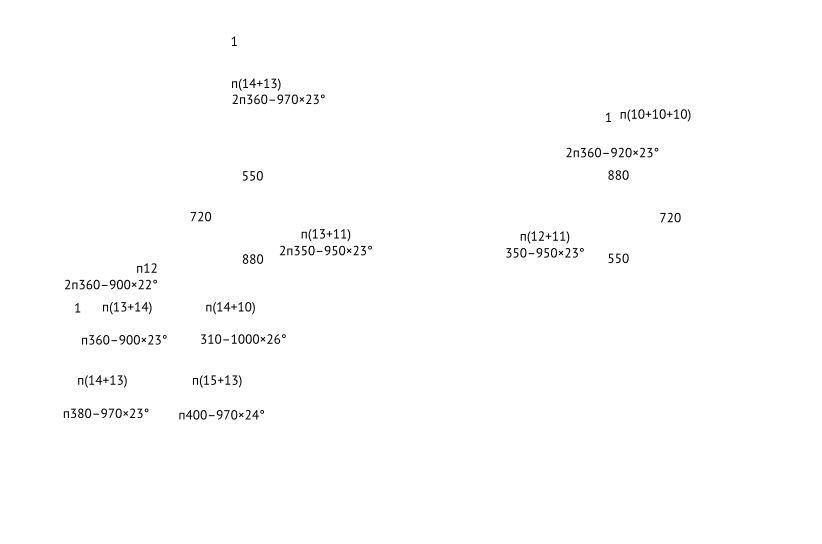 1
п(14+13)
2п360–970×23°
1 п(10+10+10)
2п360–920×23°
550
880
720
720
п(13+11)
2п350–950×23°
п(12+11)
350–950×23°
880
550
п12
2п360–900×22°
1 п(13+14)
п(14+10)
п360–900×23°
310–1000×26°
п(14+13)
п(15+13)
п380–970×23°
п400–970×24°